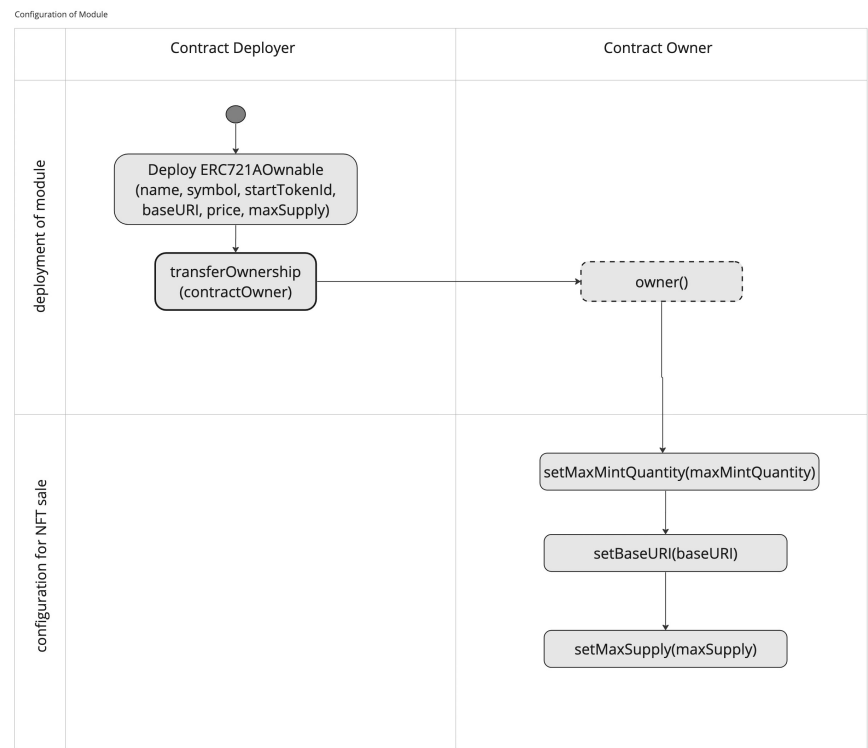 Configuration of Module
Contract Deployer
Contract Owner
deployment of module
Deploy ERC721AOwnable
(name, symbol, startTokenId,
baseURI, price, maxSupply)
transferOwnership
(contractOwner)
owner()
configuration for NFT sale
setMaxMintQuantity(maxMintQuantity)
setBaseURI(baseURI)
setMaxSupply(maxSupply)